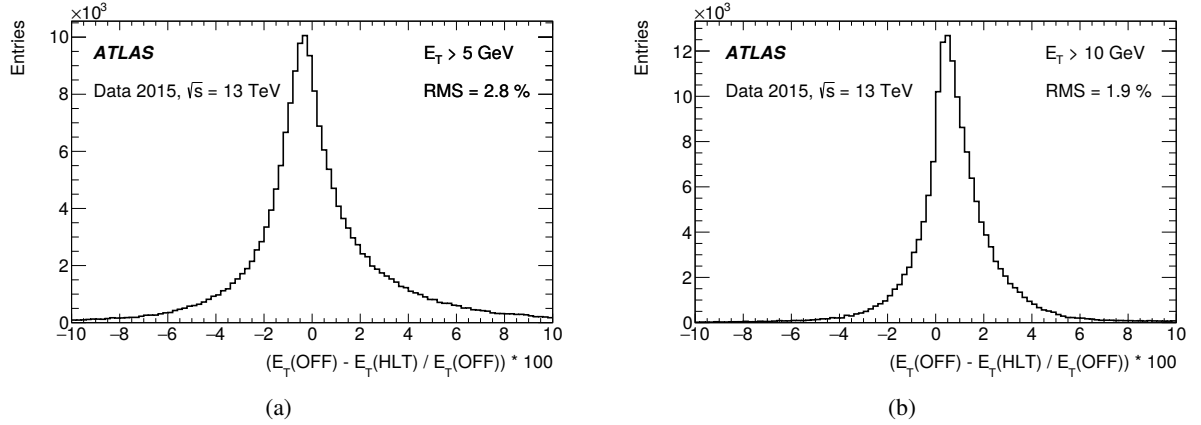 ×10³
Entries
10
8
6
4
2
0
ATLAS
Data 2015, √s = 13 TeV
E_T > 5 GeV
RMS = 2.8 %
−10 −8 −6 −4 −2 0 2 4 6 8 10
(E_T(OFF) - E_T(HLT) / E_T(OFF)) * 100
(a)
×10³
Entries
12
10
8
6
4
2
0
ATLAS
Data 2015, √s = 13 TeV
E_T > 10 GeV
RMS = 1.9 %
−10 −8 −6 −4 −2 0 2 4 6 8 10
(E_T(OFF) - E_T(HLT) / E_T(OFF)) * 100
(b)